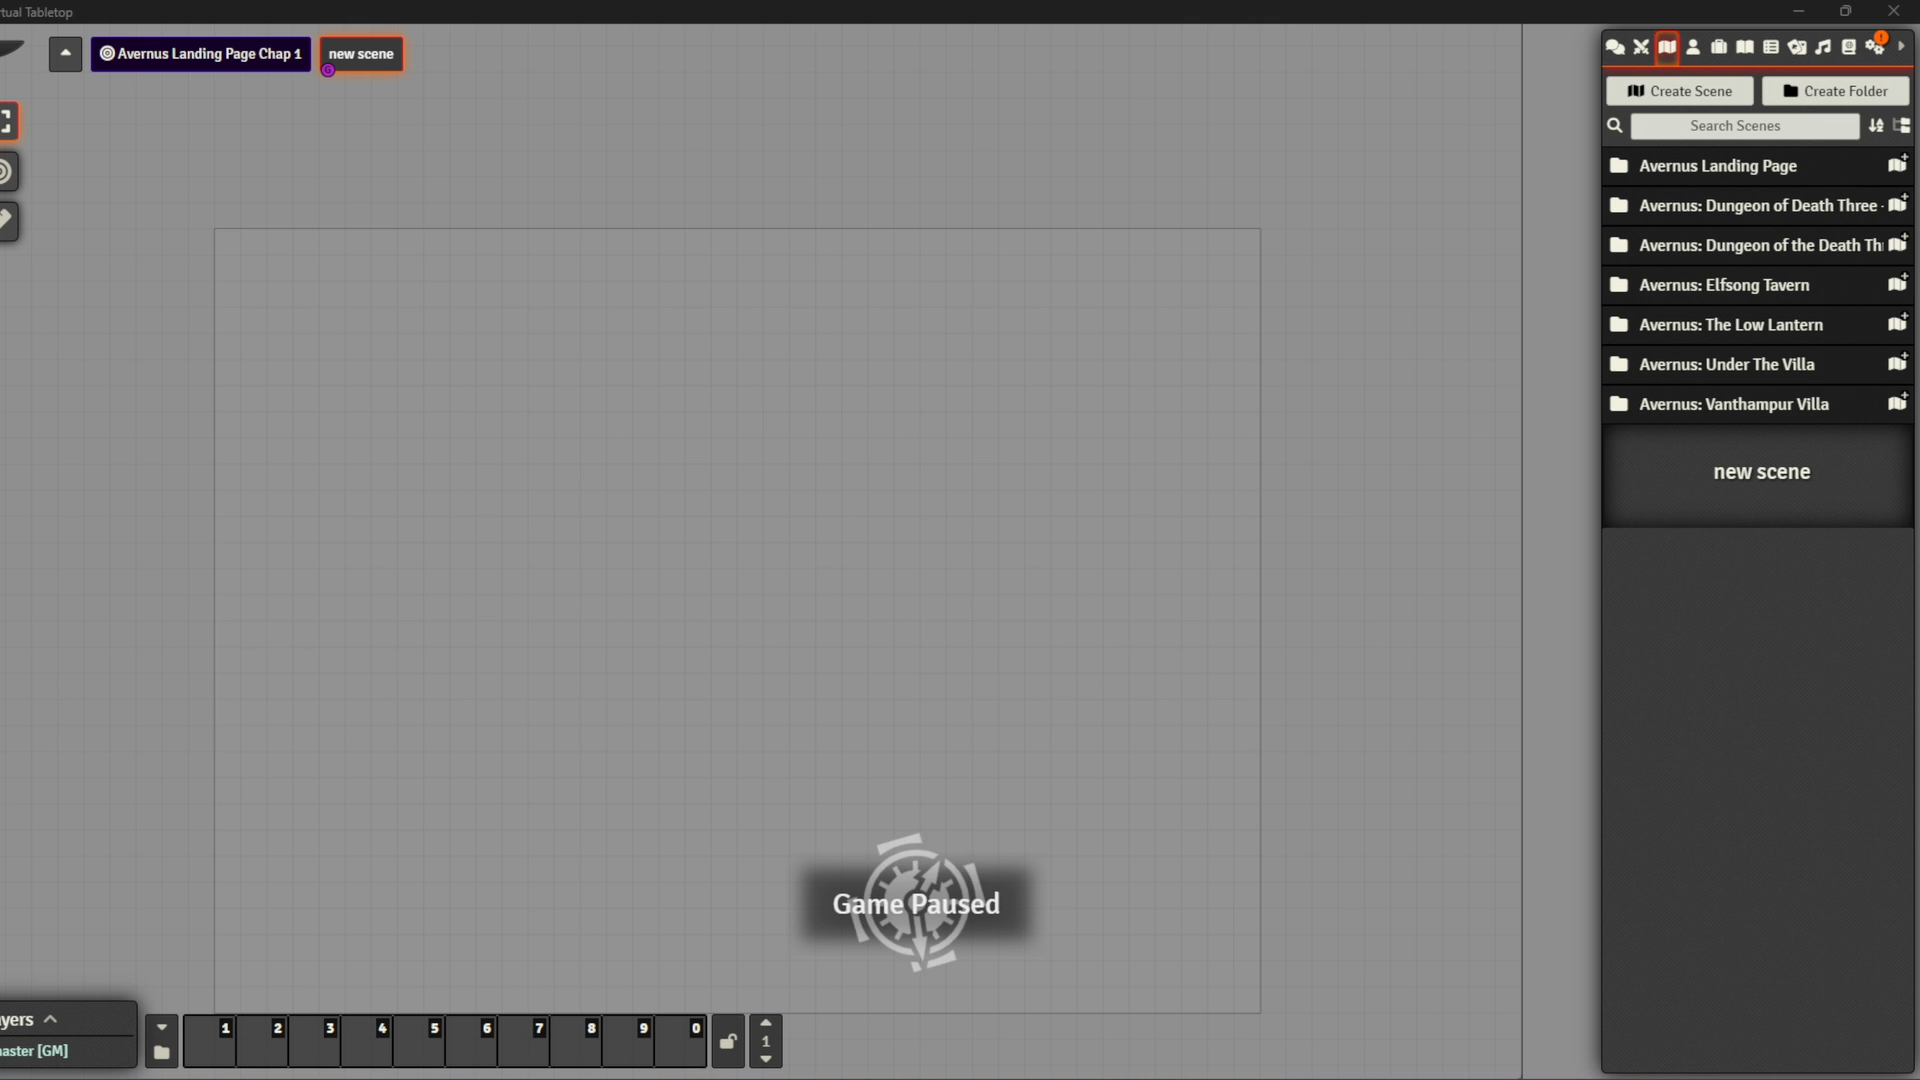 rtual Tabletop
Avernus Landing Page Chap 1
new scene
G
Create Scene
Create Folder
Search Scenes
Avernus Landing Page
Avernus: Dungeon of Death Three -
Avernus: Dungeon of the Death Thr
Avernus: Elfsong Tavern
Avernus: The Low Lantern
Avernus: Under The Villa
Avernus: Vanthampur Villa
new scene
Game Paused
yers
naster [GM]
1 2 3 4 5 6 7 8 9 0
1